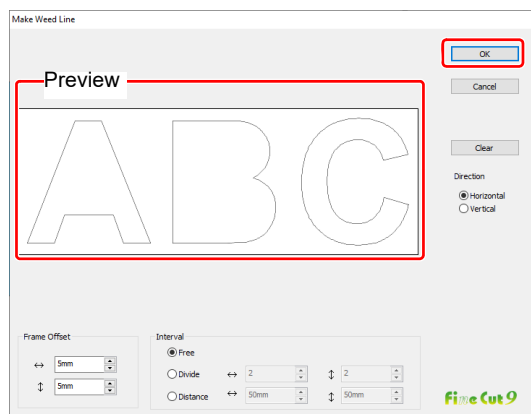 Make Weed Line
OK
Preview
Cancel
ABC
Clear
Direction
Horizontal
Vertical
Frame Offset
Interval
Free
↔ 5mm
Divide ↔ 2 ↕ 2
↕ 5mm
Distance ↔ 50mm ↕ 50mm
FineCut9